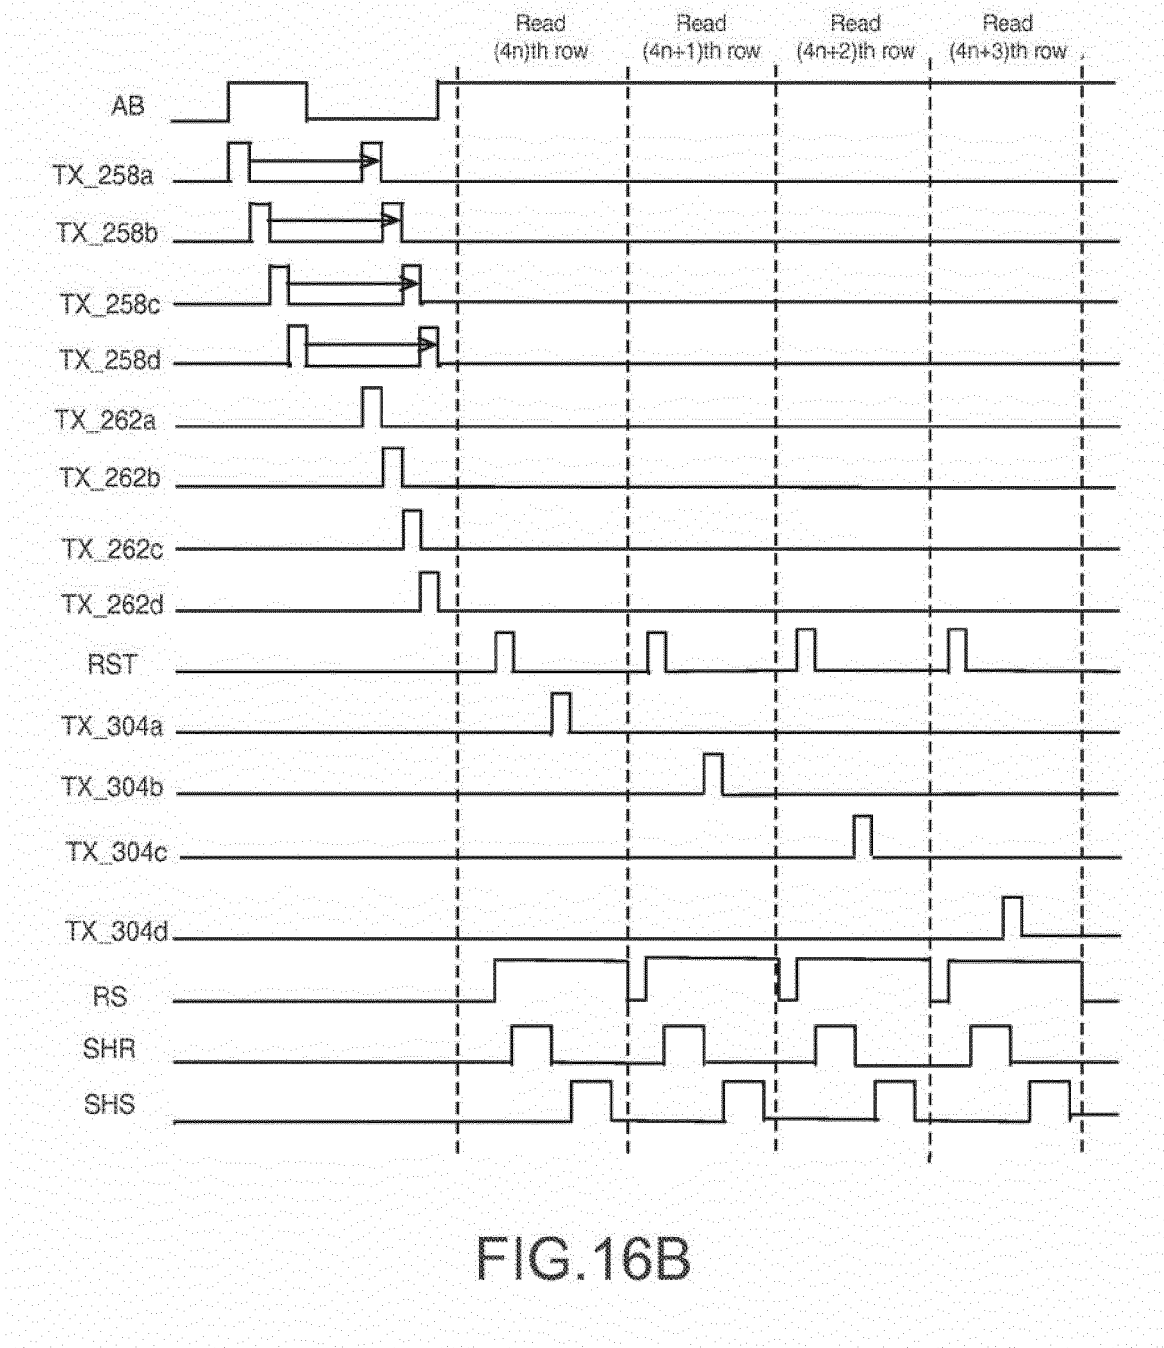 Read Read Read Read
(4n)th row (4n+1)th row (4n+2)th row (4n+3)th row
AB
TX_258a
TX_258b
TX_258c
TX_258d
TX_262a
TX_262b
TX_262c
TX_262d
RST
TX_304a
TX_304b
TX_304c
TX_304d
RS
SHR
SHS
FIG.16B